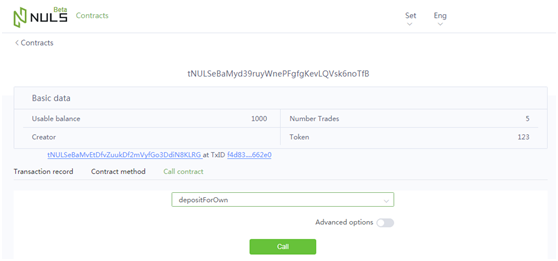 NULS Beta Contracts Set Eng
Contracts
tNULSeBaMyd39ruyWnePFgfgKevLQVsk6noTfB
Basic data
Usable balance 1000 Number Trades 5
Creator Token 123
tNULSeBaMvEtDfvZuukDf2mVyfGo3DdiN8KLRG at TxID f4d83....662e0
Transaction record Contract method Call contract
depositForOwn
Advanced options
Call